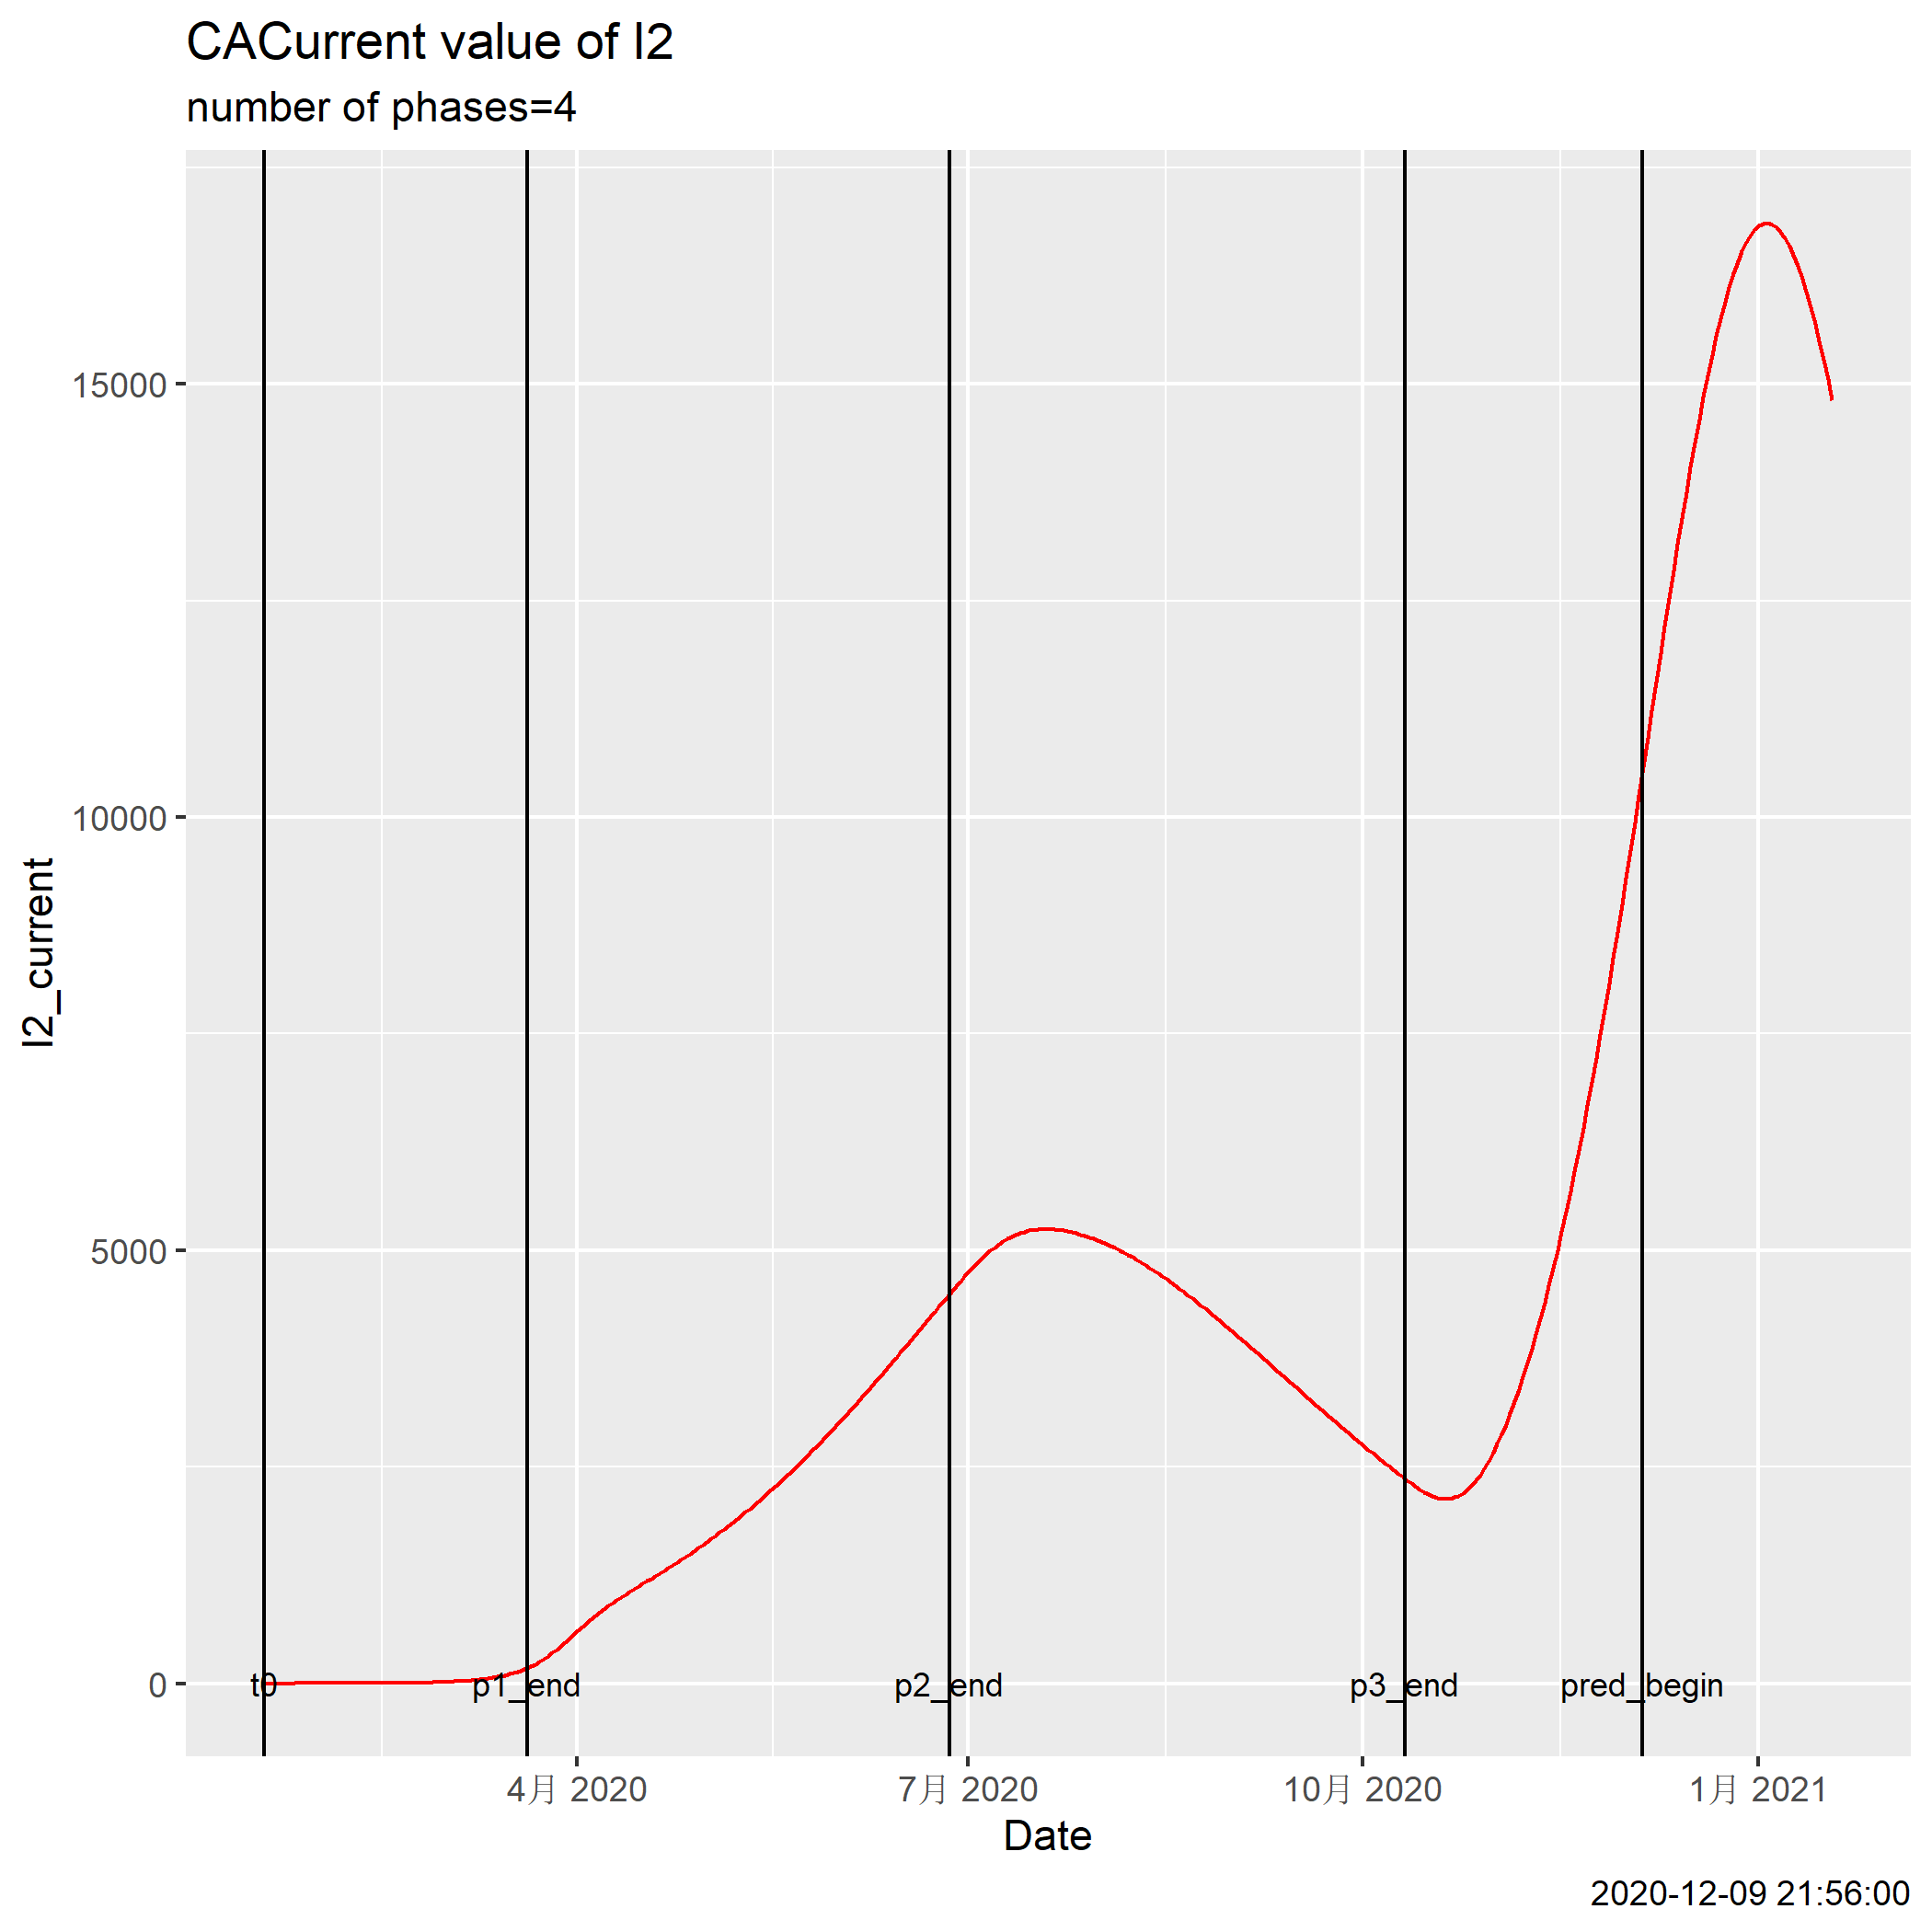 CACurrent value of I2
number of phases=4
I2_current
15000
10000
5000
0
t0
p1_end
p2_end
p3_end
pred_begin
4月 2020
7月 2020
10月 2020
1月 2021
Date
2020-12-09 21:56:00